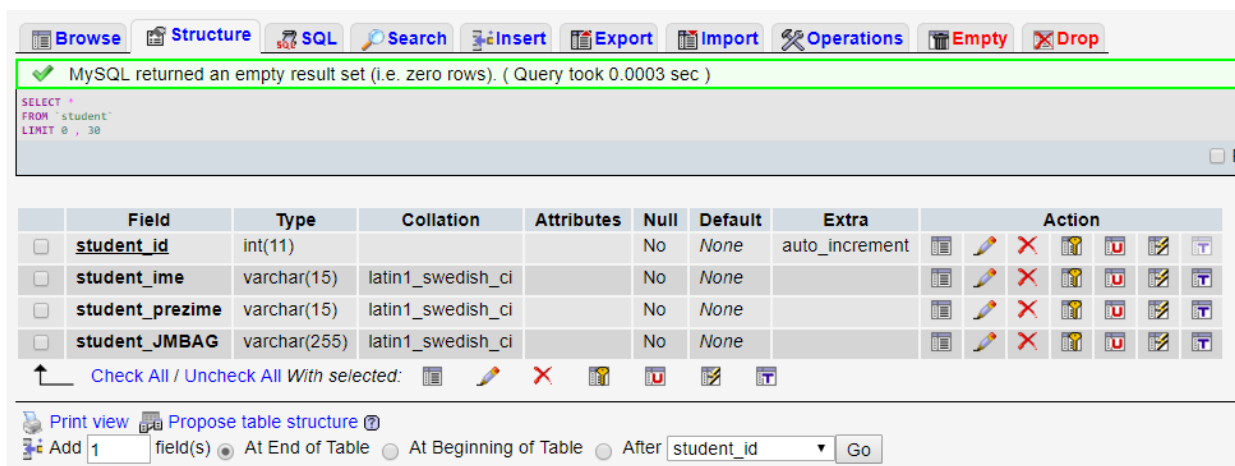 Browse Structure SQL Search Insert Export Import Operations Empty Drop
MySQL returned an empty result set (i.e. zero rows). ( Query took 0.0003 sec )
SELECT *
FROM `student`
LIMIT 0 , 30
Field Type Collation Attributes Null Default Extra Action
student_id int(11) No None auto_increment
student_ime varchar(15) latin1_swedish_ci No None
student_prezime varchar(15) latin1_swedish_ci No None
student_JMBAG varchar(255) latin1_swedish_ci No None
Check All / Uncheck All With selected:
Print view Propose table structure
Add 1 field(s) At End of Table At Beginning of Table After student_id Go